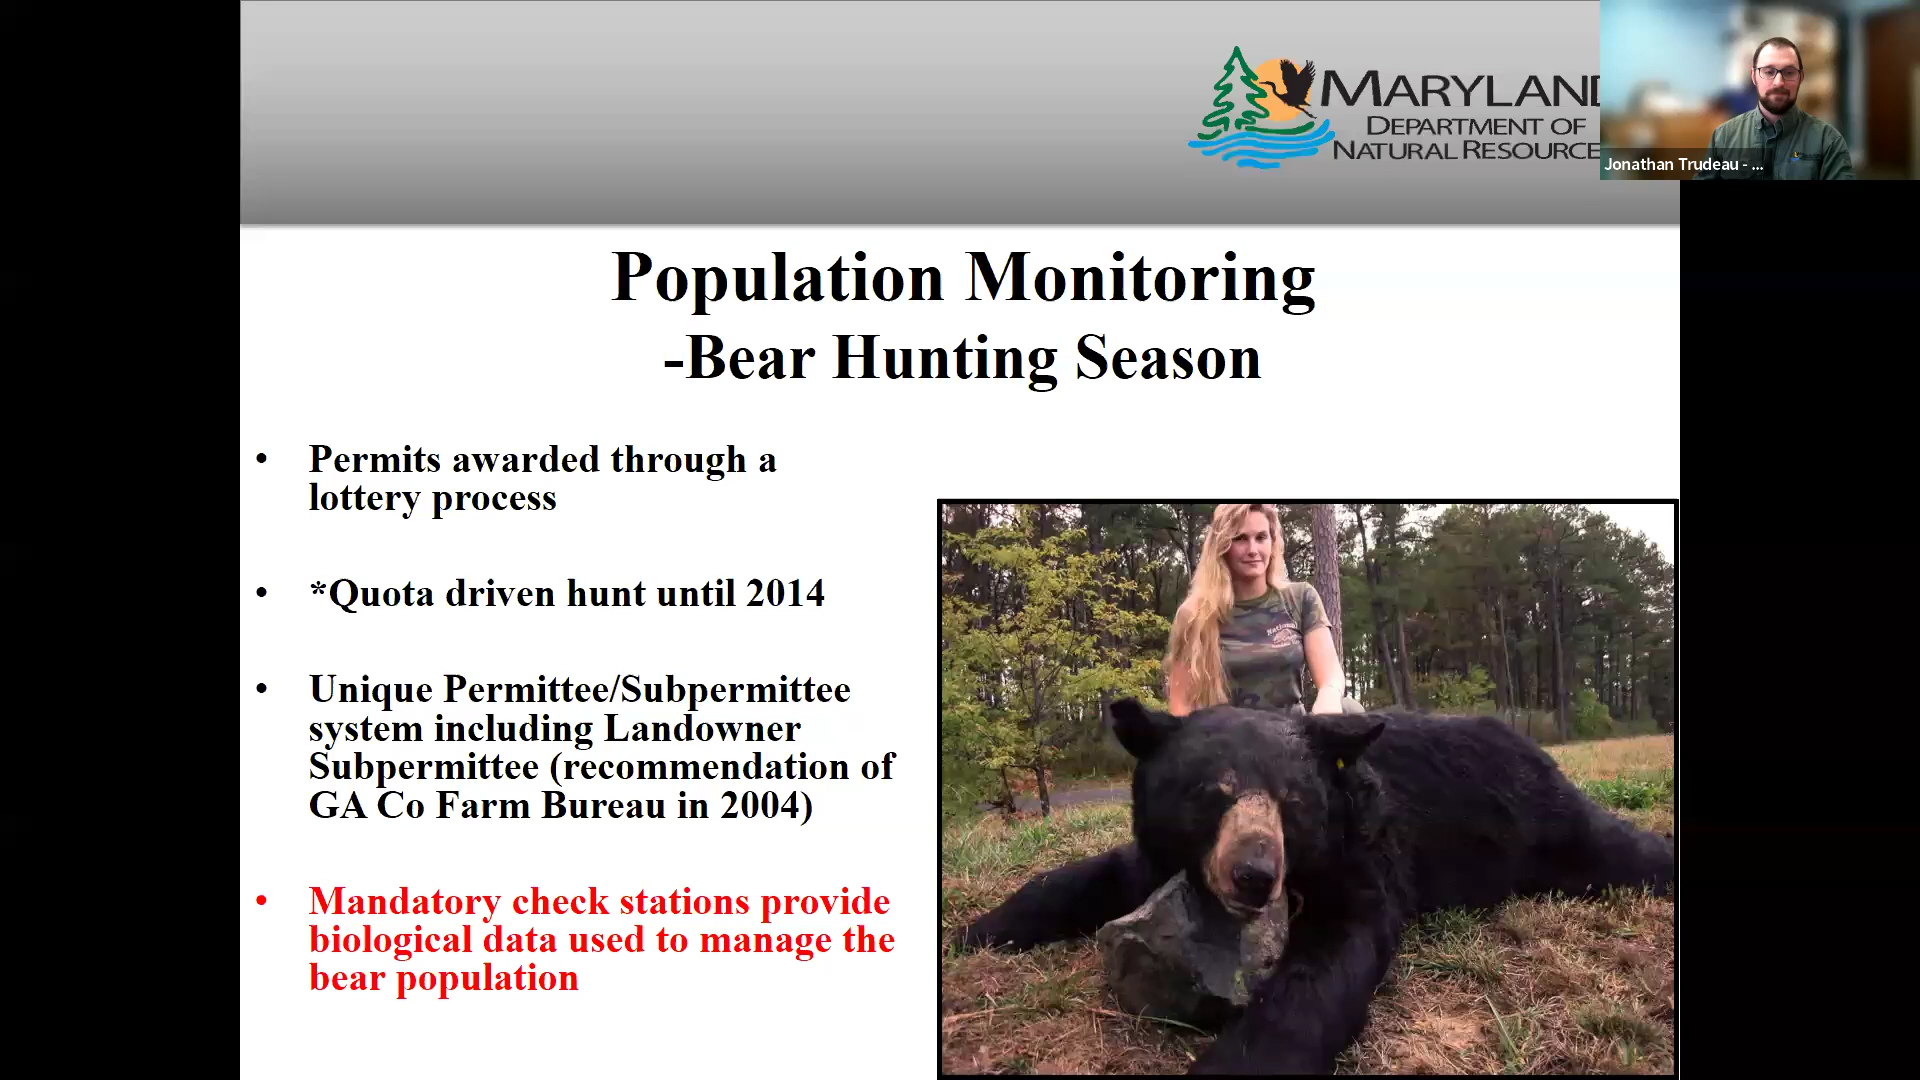 MARYLAND
DEPARTMENT OF
NATURAL RESOURCE
Jonathan Trudeau - ...
Population Monitoring
-Bear Hunting Season
• Permits awarded through a
lottery process
• *Quota driven hunt until 2014
• Unique Permittee/Subpermittee
system including Landowner
Subpermittee (recommendation of
GA Co Farm Bureau in 2004)
• Mandatory check stations provide
biological data used to manage the
bear population
National